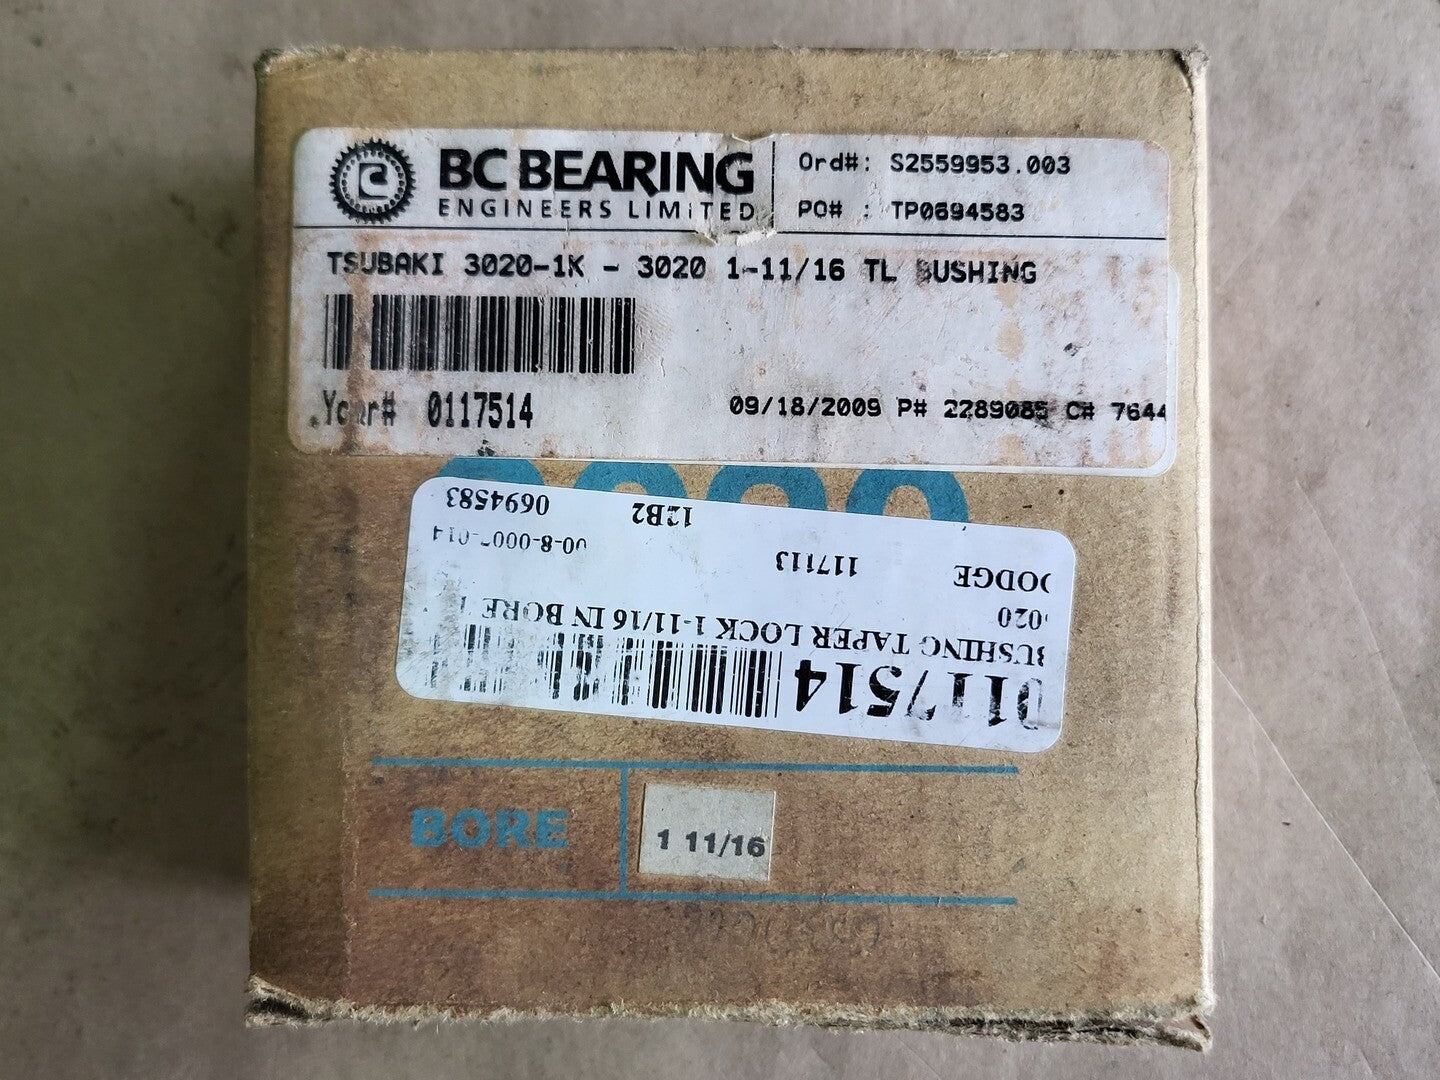 BC BEARING
ENGINEERS LIMITED
Ord#: S2559953.003
PO# : TP0694583
TSUBAKI 3020-1K - 3020 1-11/16 TL BUSHING
0117514
09/18/2009 P# 2289085 C# 7644
0117514
BUSHING TAPER LOCK 1-11/16 IN BORE
020
DODGE 117113
12B2 0694583
BORE
1 11/16